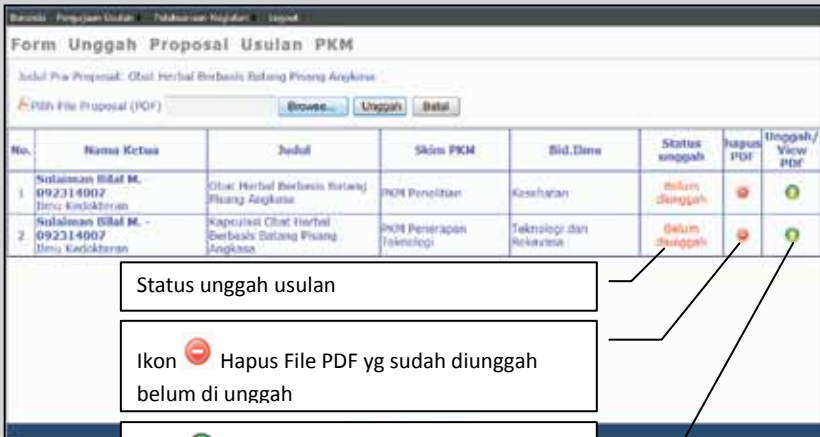 Beranda Pengajuan Usulan Pelaksanaan Kegiatan Logout
Form Unggah Proposal Usulan PKM
Judul Pra Proposal: Obat Herbal Berbasis Batang Pisang Angkasa
Pilih File Proposal (PDF) Browse... Unggah Batal
No. Nama Ketua Judul Skim PKM Bid.Ilmu Status unggah hapus PDF Unggah/ View PDF
1 Sulaiman Bilal M. 092314007 Ilmu Kedokteran Obat Herbal Berbasis Batang Pisang Angkasa PKM Penelitian Kesehatan Belum diunggah
2 Sulaiman Bilal M. - 092314007 Ilmu Kedokteran Kapsulasi Obat Herbal Berbasis Batang Pisang Angkasa PKM Penerapan Teknologi Teknologi dan Rekayasa Belum diunggah
Status unggah usulan
Ikon Hapus File PDF yg sudah diunggah
belum di unggah